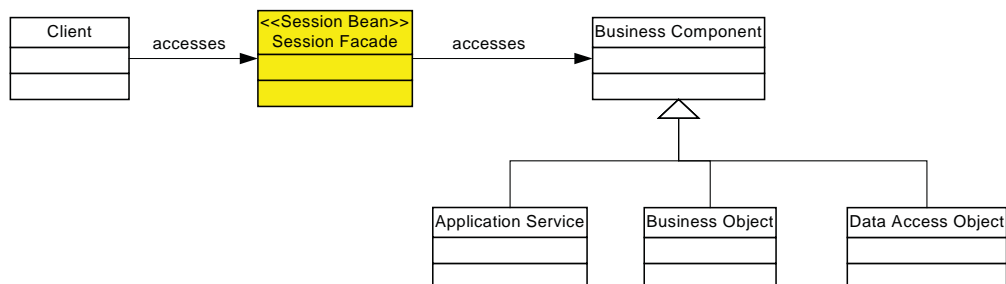 Client
accesses
<<Session Bean>>
Session Facade
accesses
Business Component
Application Service
Business Object
Data Access Object